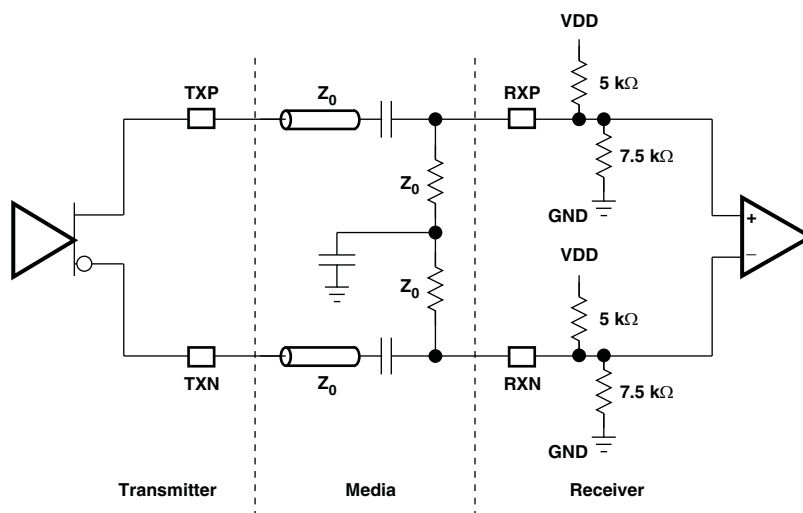 VDD
TXP
Z0
RXP
5 kΩ
7.5 kΩ
Z0
GND
+
VDD
−
Z0
5 kΩ
TXN
Z0
RXN
7.5 kΩ
GND
Transmitter
Media
Receiver